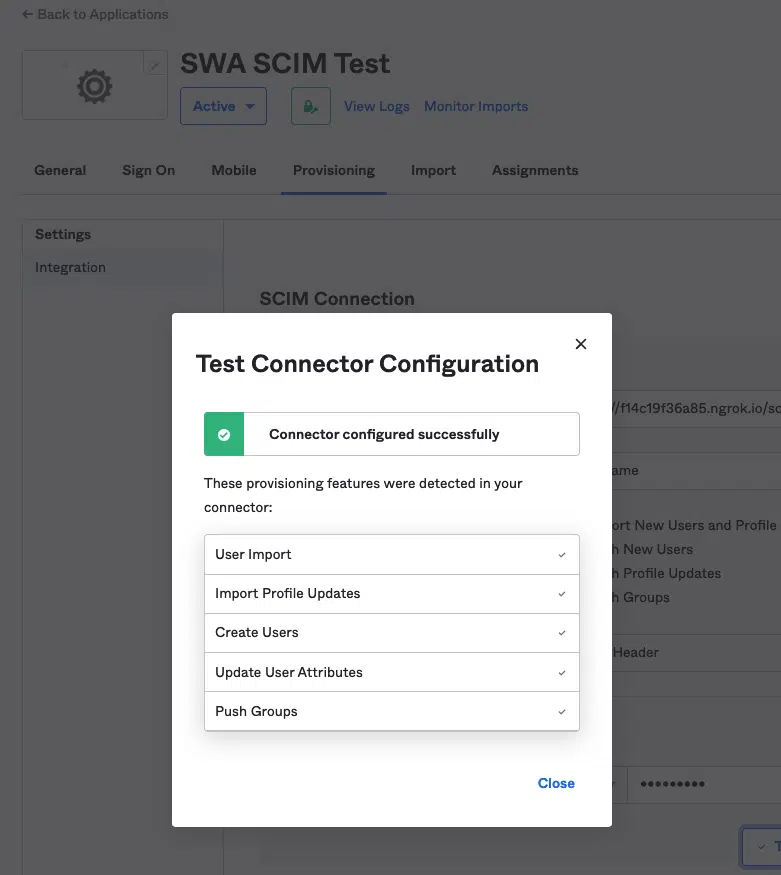 ← Back to Applications
SWA SCIM Test
Active View Logs Monitor Imports
General Sign On Mobile Provisioning Import Assignments
Settings
Integration
SCIM Connection
Test Connector Configuration
Connector configured successfully
These provisioning features were detected in your
connector:
User Import
Import Profile Updates
Create Users
Update User Attributes
Push Groups
Close
//f14c19f36a85.ngrok.io/sc
ame
ort New Users and Profile
h New Users
h Profile Updates
h Groups
Header
•••••••••